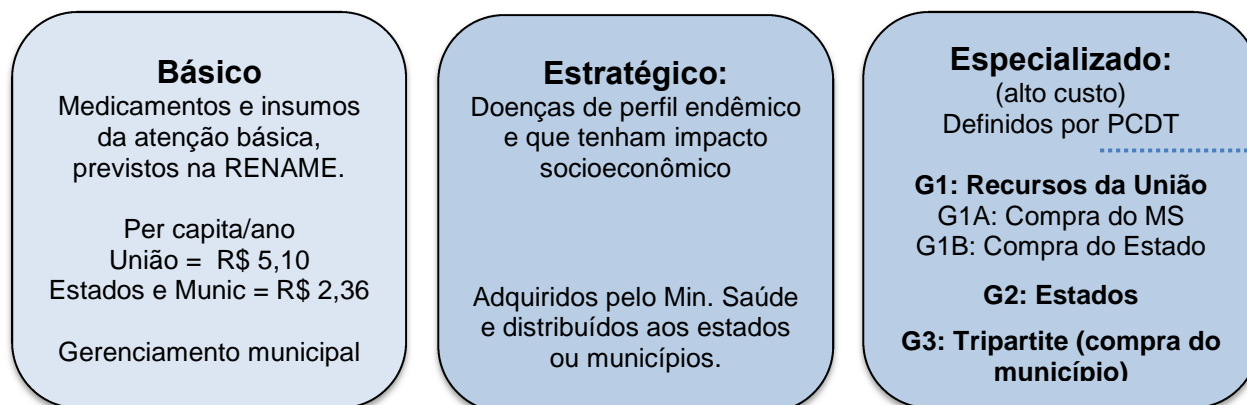 Básico
Medicamentos e insumos
da atenção básica,
previstos na RENAME.
Per capita/ano
União = R$ 5,10
Estados e Munic = R$ 2,36
Gerenciamento municipal
Estratégico:
Doenças de perfil endêmico
e que tenham impacto
socioeconômico
Adquiridos pelo Min. Saúde
e distribuídos aos estados
ou municípios.
Especializado:
(alto custo)
Definidos por PCDT
G1: Recursos da União
G1A: Compra do MS
G1B: Compra do Estado
G2: Estados
G3: Tripartite (compra do
município)